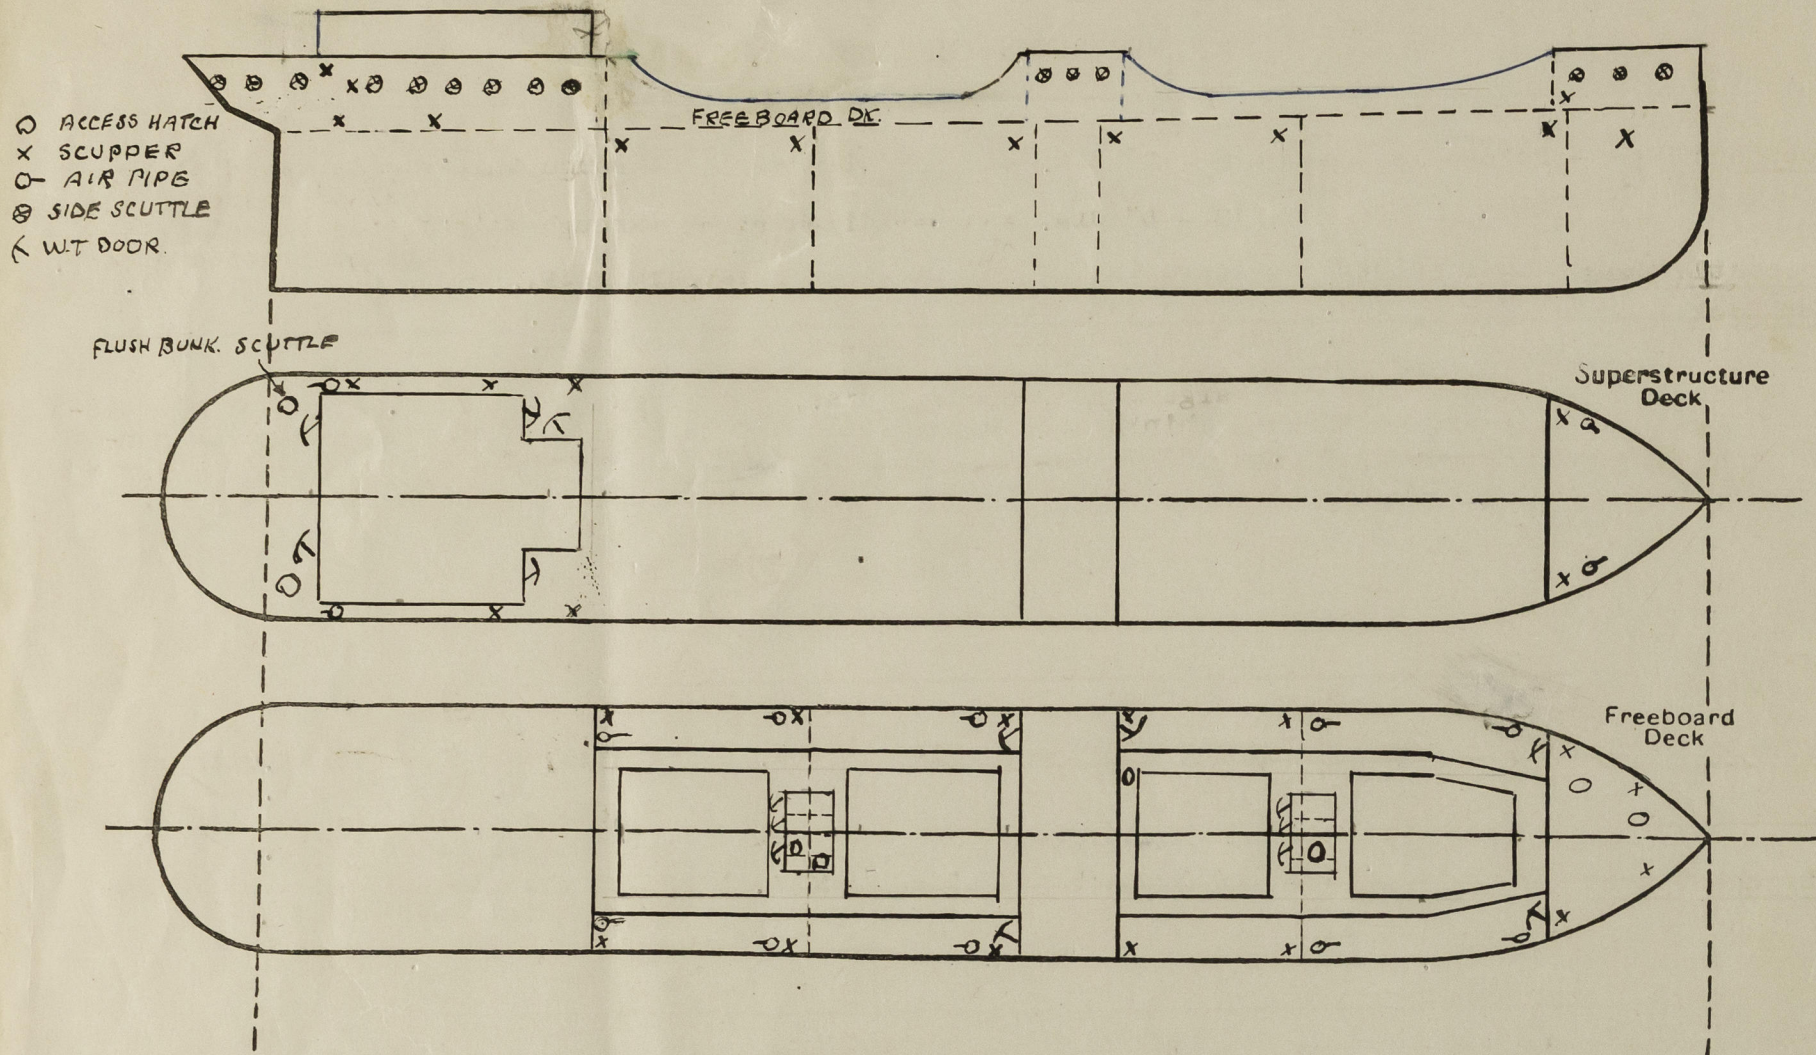 FREEBOARD DK.
ACCESS HATCH
SCUPPER
AIR PIPE
SIDE SCUTTLE
W.T DOOR.
FLUSH BUNK. SCUTTLE
Superstructure
Deck
Freeboard
Deck